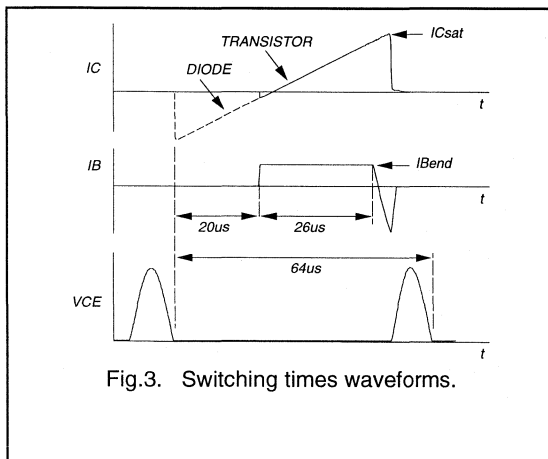 ICsat
TRANSISTOR
IC
DIODE
t
IB
IBend
t
20us
26us
64us
VCE
t
Fig.3. Switching times waveforms.